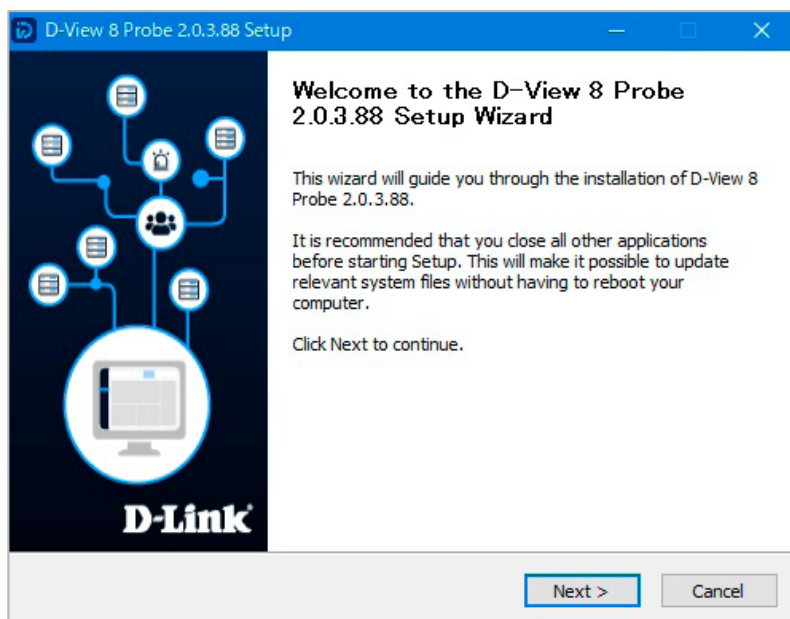 D-View 8 Probe 2.0.3.88 Setup
Welcome to the D-View 8 Probe
2.0.3.88 Setup Wizard
This wizard will guide you through the installation of D-View 8
Probe 2.0.3.88.
It is recommended that you close all other applications
before starting Setup. This will make it possible to update
relevant system files without having to reboot your
computer.
Click Next to continue.
D-Link
Next >
Cancel